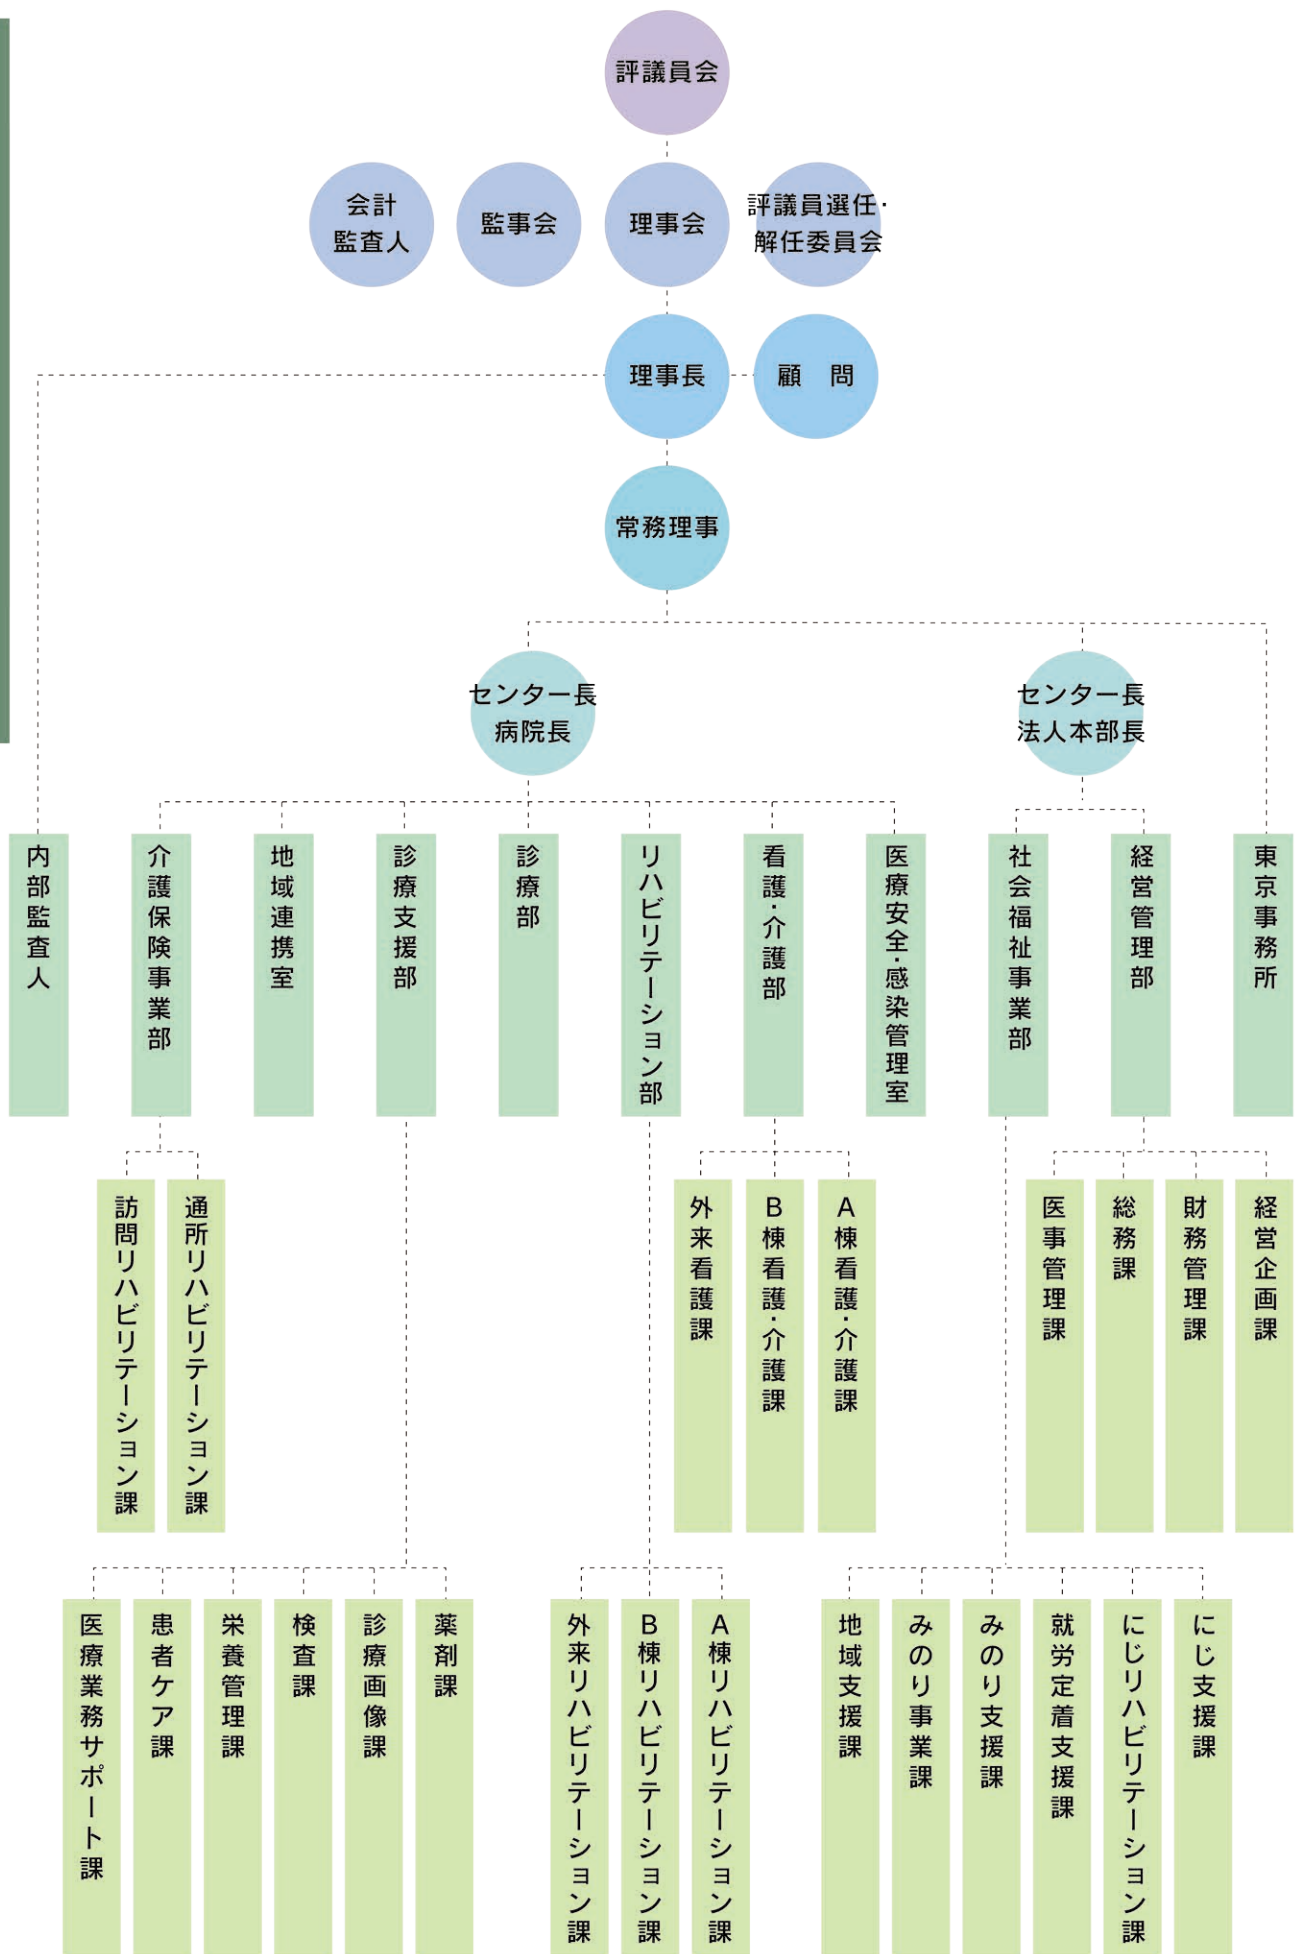 評議員会
会計
監査人
監事会
理事会
評議員選任・
解任委員会
理事長
顧　問
常務理事
センター長
病院長
センター長
法人本部長
内部監査人
介護保険事業部
地域連携室
診療支援部
診療部
リハビリテーション部
看護・介護部
医療安全・感染管理室
社会福祉事業部
経営管理部
東京事務所
訪問リハビリテーション課
通所リハビリテーション課
外来看護課
B棟看護・介護課
A棟看護・介護課
医事管理課
総務課
財務管理課
経営企画課
医療業務サポート課
患者ケア課
栄養管理課
検査課
診療画像課
薬剤課
外来リハビリテーション課
B棟リハビリテーション課
A棟リハビリテーション課
地域支援課
みのり事業課
みのり支援課
就労定着支援課
にじリハビリテーション課
にじ支援課